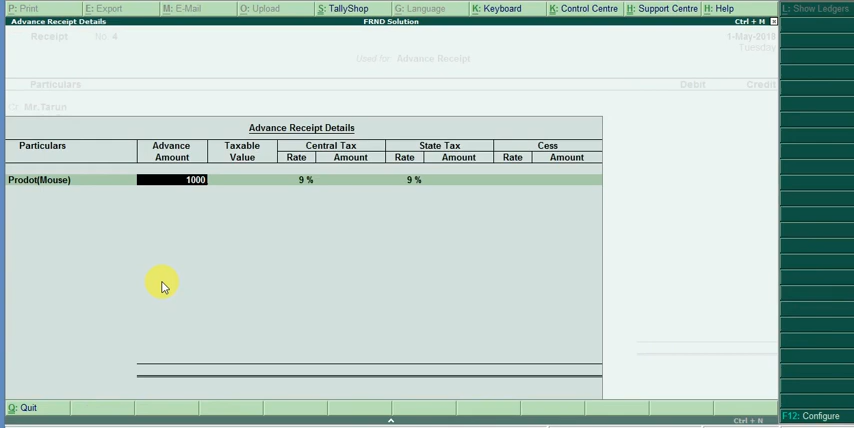 P: Print E: Export M: E-Mail O: Upload S: TallyShop G: Language K: Keyboard K: Control Centre H: Support Centre H: Help L: Show Ledgers
Advance Receipt Details FRND Solution Ctrl + M
Receipt No. 4 1-May-2018
Tuesday
Used for: Advance Receipt
Particulars Debit Credit
Cr Mr.Tarun
Advance Receipt Details
Particulars Advance Taxable Central Tax State Tax Cess
Amount Value Rate Amount Rate Amount Rate Amount
Prodot(Mouse) 1000 9 % 9 %
Q: Quit
F12: Configure
Ctrl + N